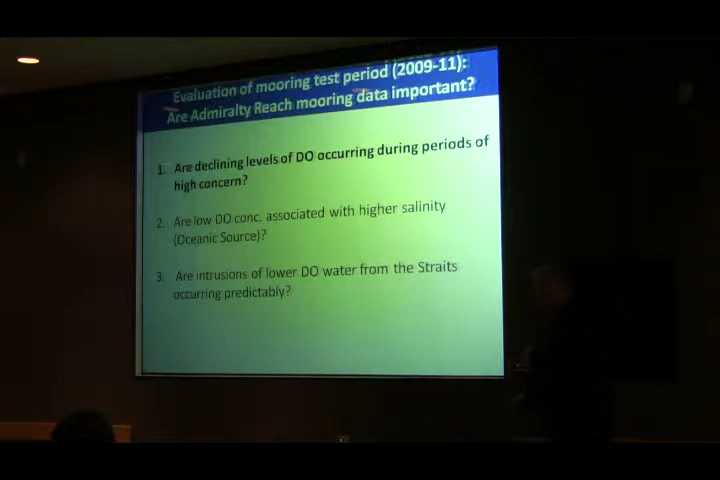 Evaluation of mooring test period (2009-11):
Are Admiralty Reach mooring data important?
1. Are declining levels of DO occurring during periods of
high concern?
2. Are low DO conc. associated with higher salinity
(Oceanic Source)?
3. Are intrusions of lower DO water from the Straits
occurring predictably?